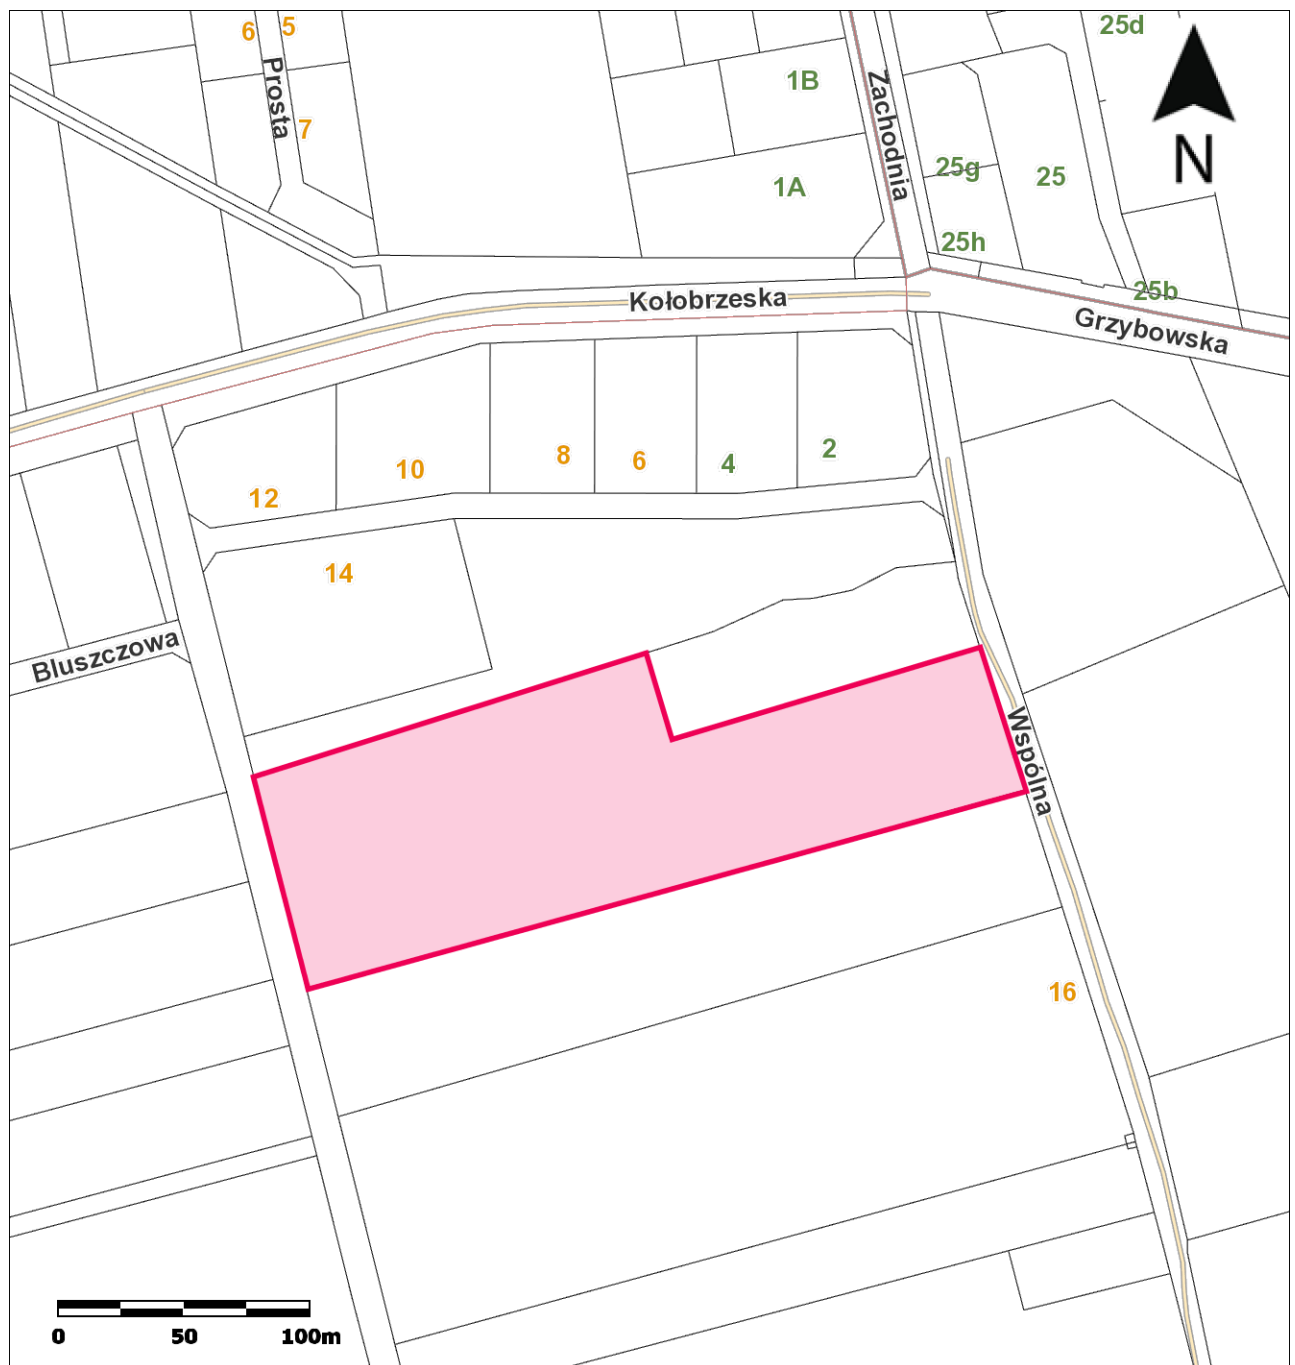 6
5
25d
Prosta
7
1B
Zachodnia
1A
25g
25
N
25h
25b
Kołobrzeska
Grzybowska
12
10
8
6
4
2
14
Bluszczowa
Wspólna
16
0 50 100m